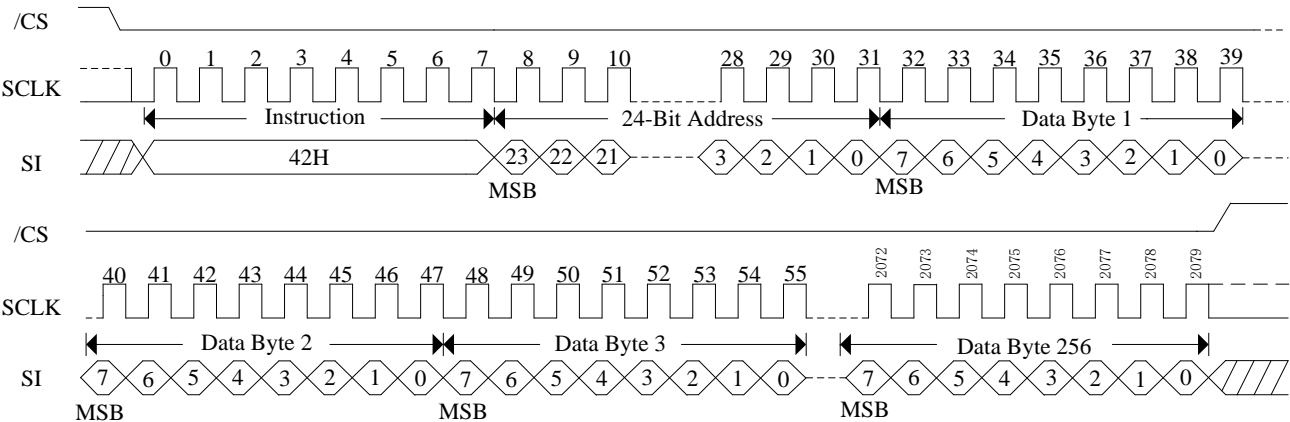 /CS
0 1 2 3 4 5 6 7 8 9 10 28 29 30 31 32 33 34 35 36 37 38 39
SCLK
Instruction 24-Bit Address Data Byte 1
SI 42H 23 22 21 3 2 1 0 7 6 5 4 3 2 1 0
MSB MSB
/CS
40 41 42 43 44 45 46 47 48 49 50 51 52 53 54 55 2072 2073 2074 2075 2076 2077 2078 2079
SCLK
Data Byte 2 Data Byte 3 Data Byte 256
SI 7 6 5 4 3 2 1 0 7 6 5 4 3 2 1 0 7 6 5 4 3 2 1 0
MSB MSB MSB